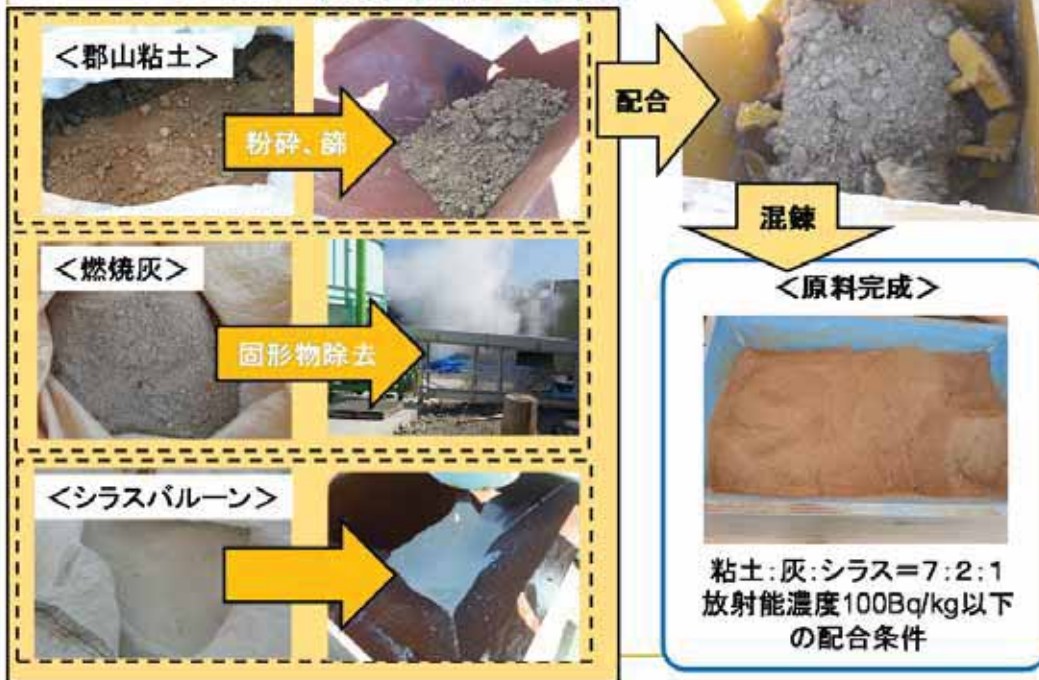 <郡山粘土>
粉砕、篩
配合
混錬
<燃焼灰>
固形物除去
<シラスバルーン>
<原料完成>
粘土:灰:シラス=7:2:1
放射能濃度100Bq/kg以下
の配合条件